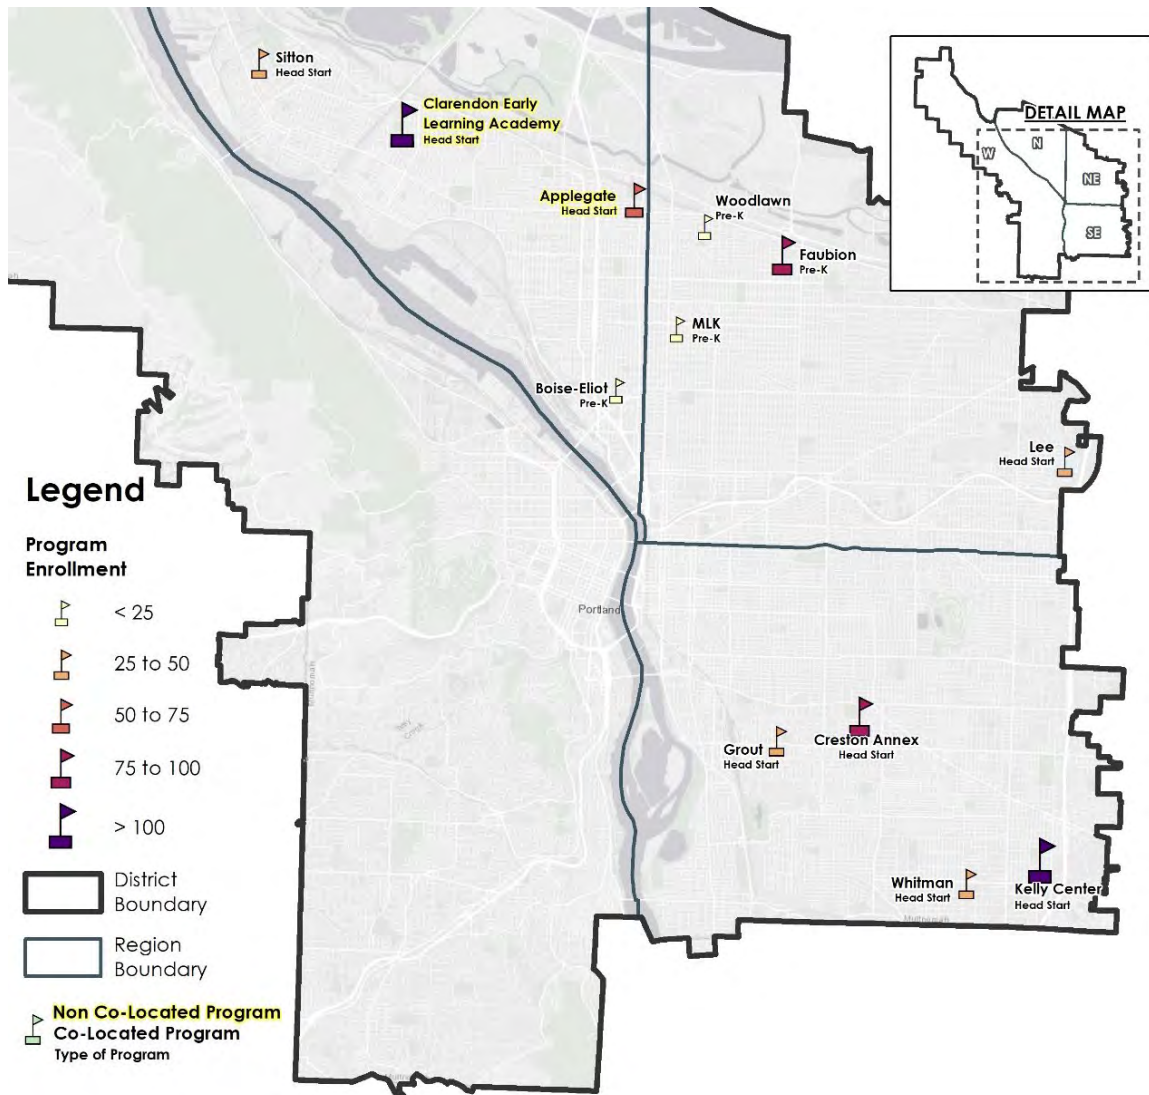 Sitton
Head Start
Clarendon Early
Learning Academy
Head Start
DETAIL MAP
W
N
NE
SE
Applegate
Head Start
Woodlawn
Pre-K
Faubion
Pre-K
MLK
Pre-K
Boise-Eliot
Pre-K
Lee
Head Start
Portland
Grout
Head Start
Creston Annex
Head Start
Whitman
Head Start
Kelly Center
Head Start
Legend
Program
Enrollment
< 25
25 to 50
50 to 75
75 to 100
> 100
District
Boundary
Region
Boundary
Non Co-Located Program
Co-Located Program
Type of Program